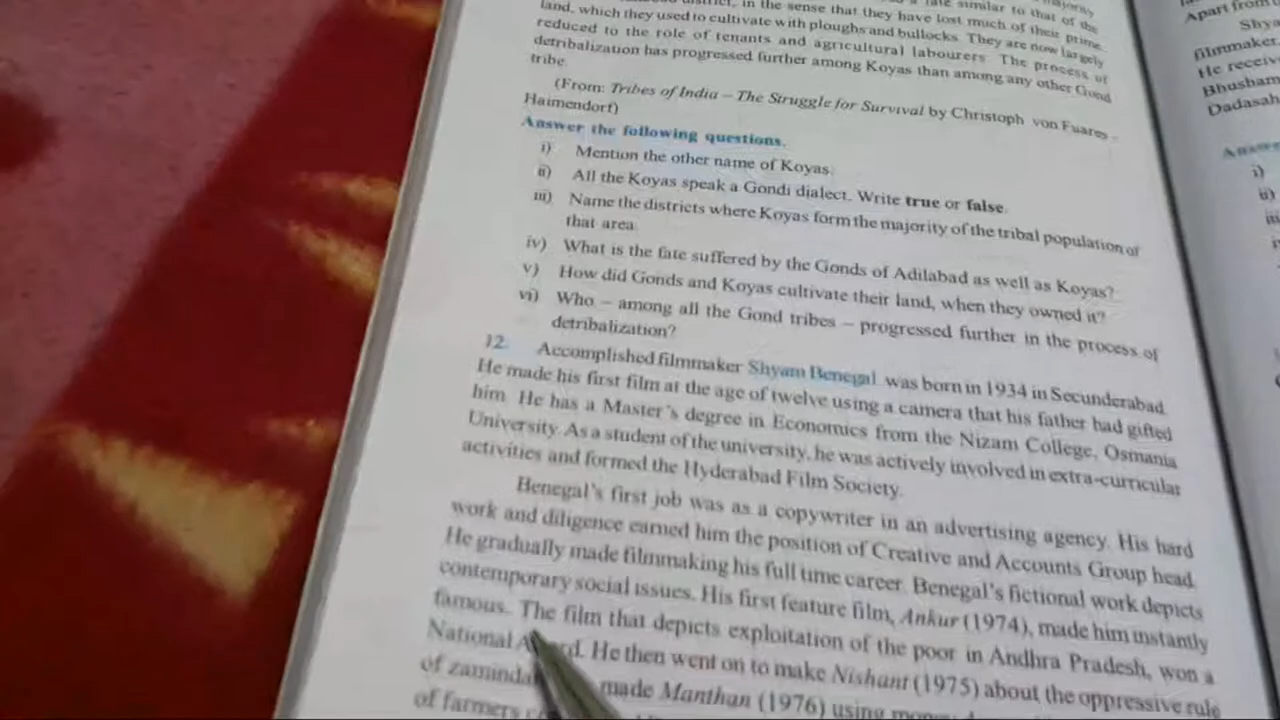 district, in the sense that they have lost much of their prime
land, which they used to cultivate with ploughs and bullocks. They are now largely
reduced to the role of tenants and agricultural labourers. The process of
detribalization has progressed further among Koyas than among any other Gond
tribe.
(From: Tribes of India – The Struggle for Survival by Christoph von Fuares -
Haimendorf)
Answer the following questions.
i) Mention the other name of Koyas.
ii) All the Koyas speak a Gondi dialect. Write true or false.
iii) Name the districts where Koyas form the majority of the tribal population of
that area.
iv) What is the fate suffered by the Gonds of Adilabad as well as Koyas?
v) How did Gonds and Koyas cultivate their land, when they owned it?
vi) Who – among all the Gond tribes – progressed further in the process of
detribalization?
12. Accomplished filmmaker Shyam Benegal was born in 1934 in Secunderabad.
He made his first film at the age of twelve using a camera that his father had gifted
him. He has a Master's degree in Economics from the Nizam College, Osmania
University. As a student of the university, he was actively involved in extra-curricular
activities and formed the Hyderabad Film Society.
Benegal's first job was as a copywriter in an advertising agency. His hard
work and diligence earned him the position of Creative and Accounts Group head.
He gradually made filmmaking his full time career. Benegal's fictional work depicts
contemporary social issues. His first feature film, Ankur (1974), made him instantly
famous. The film that depicts exploitation of the poor in Andhra Pradesh, won a
National Award. He then went on to make Nishant (1975) about the oppressive rule
of made Manthan (1976) using money
of farmers
Apart from
Shya
filmmaker
He receiv
Bhusham
Dadasah
Answe
i)
ii)